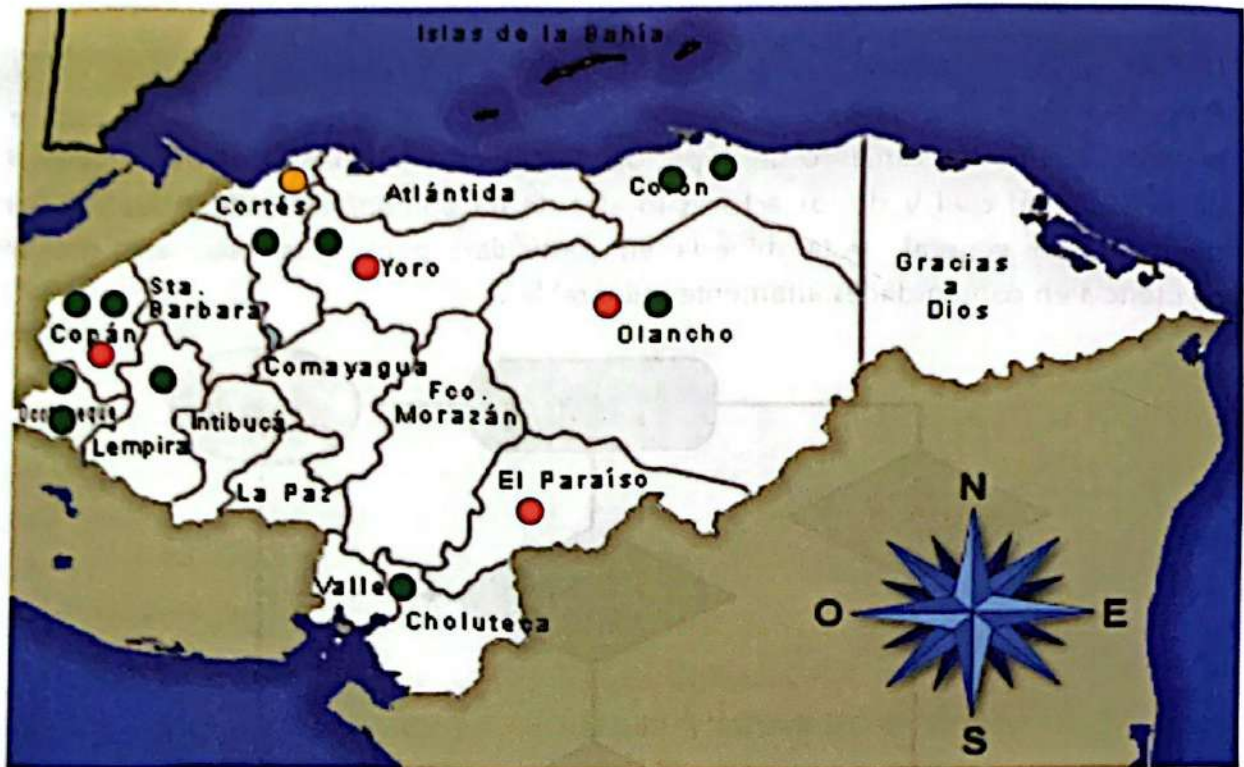 Islas de la Bahía
Atlántida
Colón
Cortés
Yoro
Gracias
a
Dios
Sta.
Barbara
Copán
Olancho
Comayagua
Fco.
Morazán
Intibucá
Lempira
La Paz
El Paraíso
Valle
Choluteca
N
O
E
S